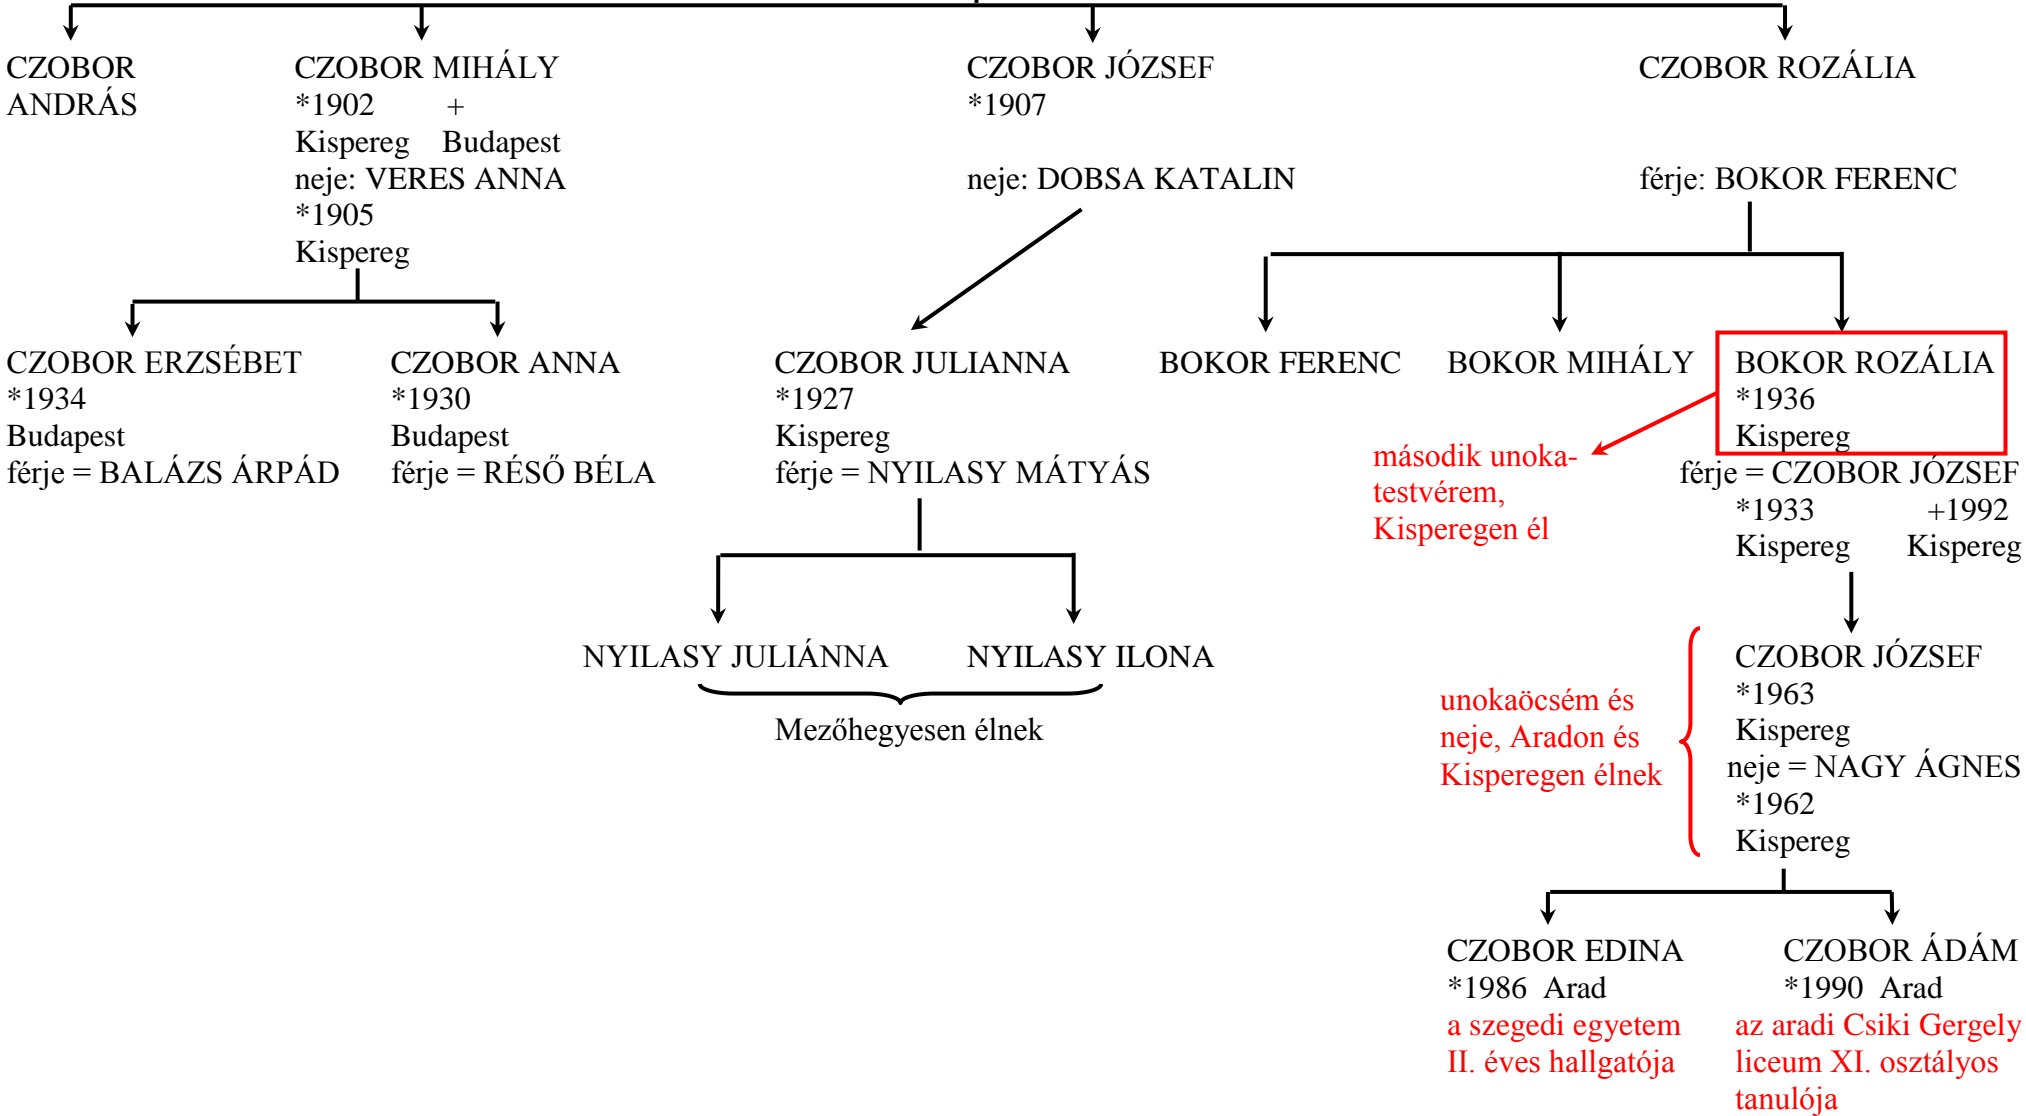 CZOBOR
ANDRÁS
CZOBOR MIHÁLY
*1902 +
Kispereg Budapest
neje: VERES ANNA
*1905
Kispereg
CZOBOR JÓZSEF
*1907
neje: DOBSA KATALIN
CZOBOR ROZÁLIA
férje: BOKOR FERENC
CZOBOR ERZSÉBET
*1934
Budapest
férje = BALÁZS ÁRPÁD
CZOBOR ANNA
*1930
Budapest
férje = RÉSŐ BÉLA
CZOBOR JULIANNA
*1927
Kispereg
férje = NYILASY MÁTYÁS
BOKOR FERENC
BOKOR MIHÁLY
BOKOR ROZÁLIA
*1936
Kispereg
férje = CZOBOR JÓZSEF
*1933 +1992
Kispereg Kispereg
második unoka-
testvérem,
Kisperegen él
NYILASY JULIÁNNA
NYILASY ILONA
Mezőhegyesen élnek
unokaöcsém és
neje, Aradon és
Kisperegen élnek
CZOBOR JÓZSEF
*1963
Kispereg
neje = NAGY ÁGNES
*1962
Kispereg
CZOBOR EDINA
*1986 Arad
a szegedi egyetem
II. éves hallgatója
CZOBOR ÁDÁM
*1990 Arad
az aradi Csiki Gergely
liceum XI. osztályos
tanulója